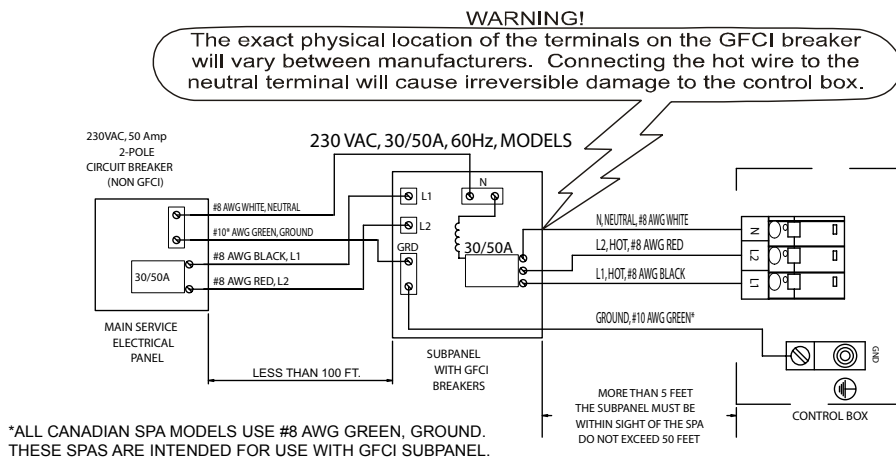 WARNING!
The exact physical location of the terminals on the GFCI breaker
will vary between manufacturers. Connecting the hot wire to the
neutral terminal will cause irreversible damage to the control box.
230VAC, 50 Amp
2-POLE
CIRCUIT BREAKER
(NON GFCI)
230 VAC, 30/50A, 60Hz, MODELS
#8 AWG WHITE, NEUTRAL
#10* AWG GREEN, GROUND
#8 AWG BLACK, L1
#8 AWG RED, L2
30/50A
MAIN SERVICE
ELECTRICAL
PANEL
LESS THAN 100 FT.
L1
L2
GRD
N
30/50A
SUBPANEL
WITH GFCI
BREAKERS
N, NEUTRAL, #8 AWG WHITE
L2, HOT, #8 AWG RED
L1, HOT, #8 AWG BLACK
GROUND, #10 AWG GREEN*
MORE THAN 5 FEET
THE SUBPANEL MUST BE
WITHIN SIGHT OF THE SPA
DO NOT EXCEED 50 FEET
N
L2
L1
GND
CONTROL BOX
*ALL CANADIAN SPA MODELS USE #8 AWG GREEN, GROUND.
THESE SPAS ARE INTENDED FOR USE WITH GFCI SUBPANEL.